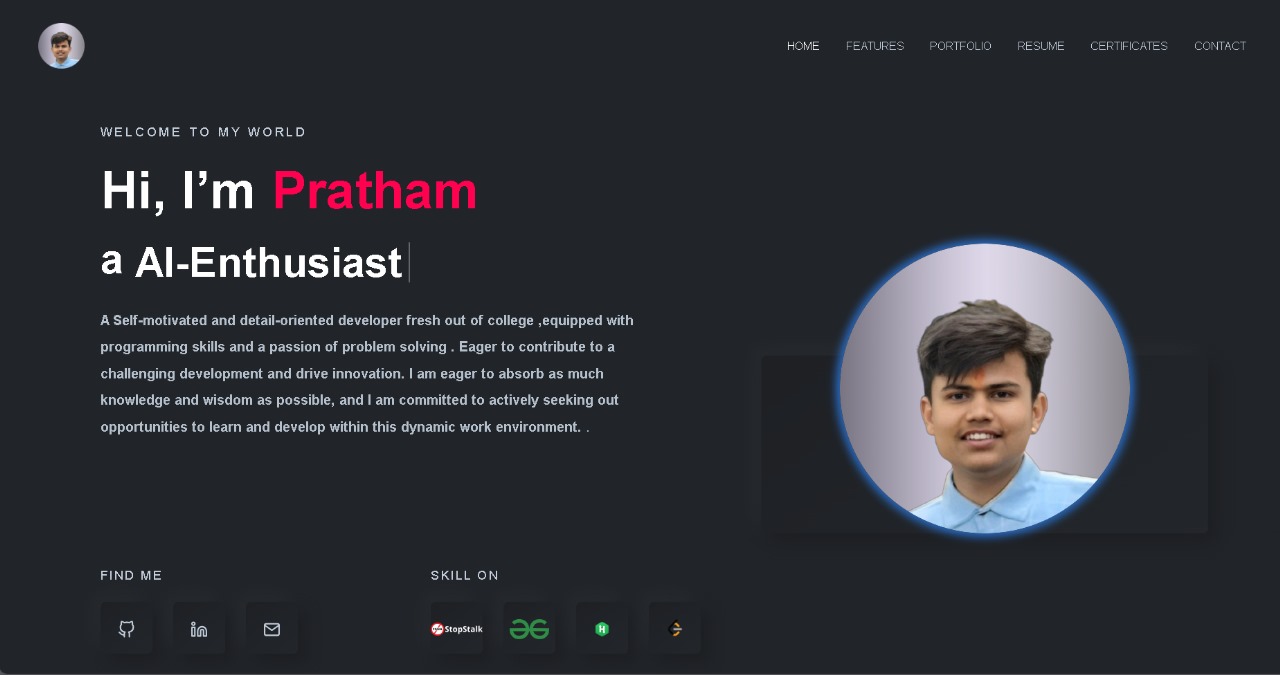 HOME FEATURES PORTFOLIO RESUME CERTIFICATES CONTACT
WELCOME TO MY WORLD
Hi, I’m Pratham
a AI-Enthusiast
A Self-motivated and detail-oriented developer fresh out of college ,equipped with
programming skills and a passion of problem solving . Eager to contribute to a
challenging development and drive innovation. I am eager to absorb as much
knowledge and wisdom as possible, and I am committed to actively seeking out
opportunities to learn and develop within this dynamic work environment. .
FIND ME
SKILL ON
in
StopStalk
H